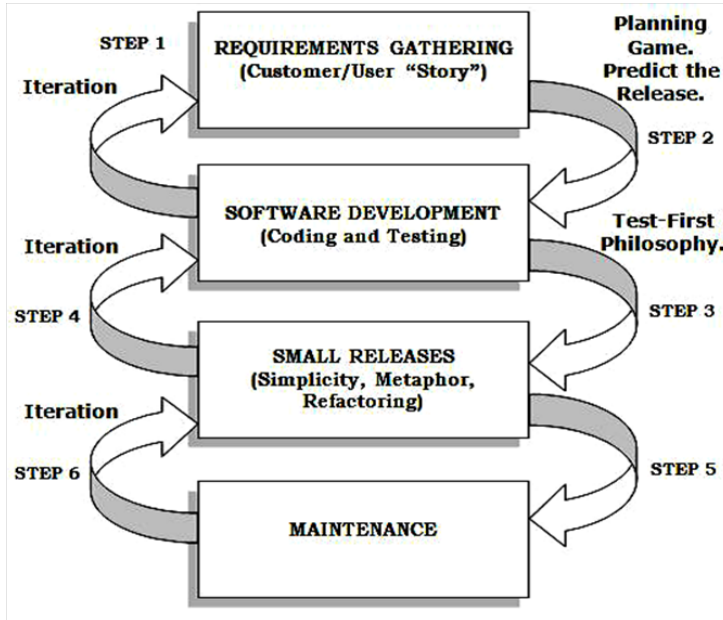 STEP 1
REQUIREMENTS GATHERING
(Customer/User “Story”)
Planning
Game.
Predict the
Release.
Iteration
STEP 2
SOFTWARE DEVELOPMENT
(Coding and Testing)
Test-First
Philosophy.
Iteration
STEP 4
STEP 3
SMALL RELEASES
(Simplicity, Metaphor,
Refactoring)
Iteration
STEP 6
STEP 5
MAINTENANCE